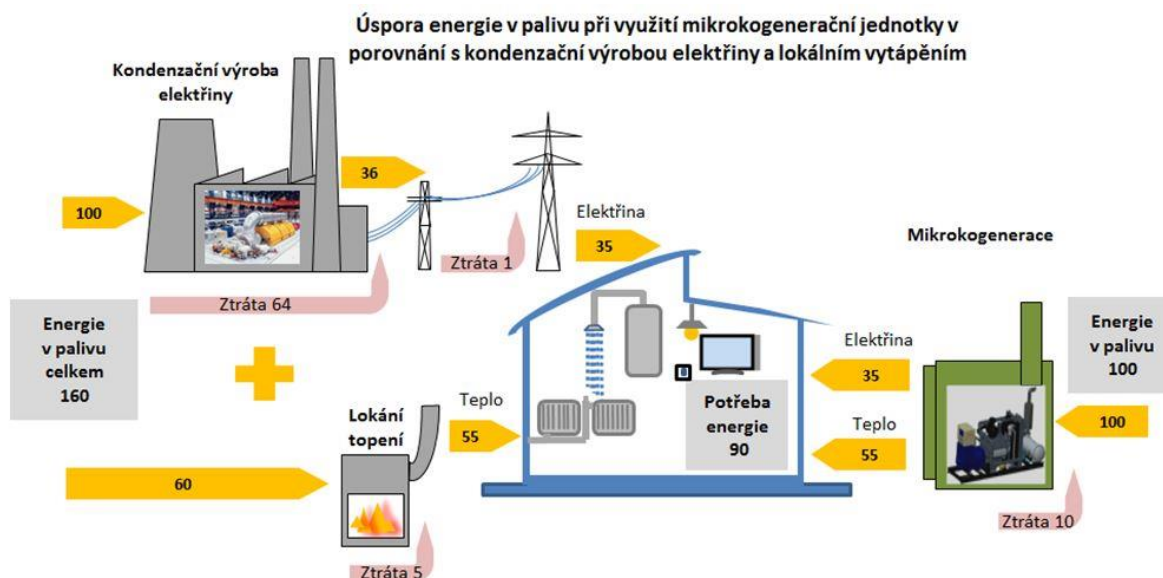 Úspora energie v palivu při využití mikrokogenerační jednotky v
porovnání s kondenzační výrobou elektřiny a lokálním vytápěním
Kondenzační výroba
elektřiny
100
36
Ztráta 64
Ztráta 1
Elektřina
35
Mikrokogenerace
Energie
v palivu
celkem
160
Elektřina
35
Energie
v palivu
100
Lokání
topení
Teplo
55
Potřeba
energie
90
Teplo
55
100
60
Ztráta 5
Ztráta 10